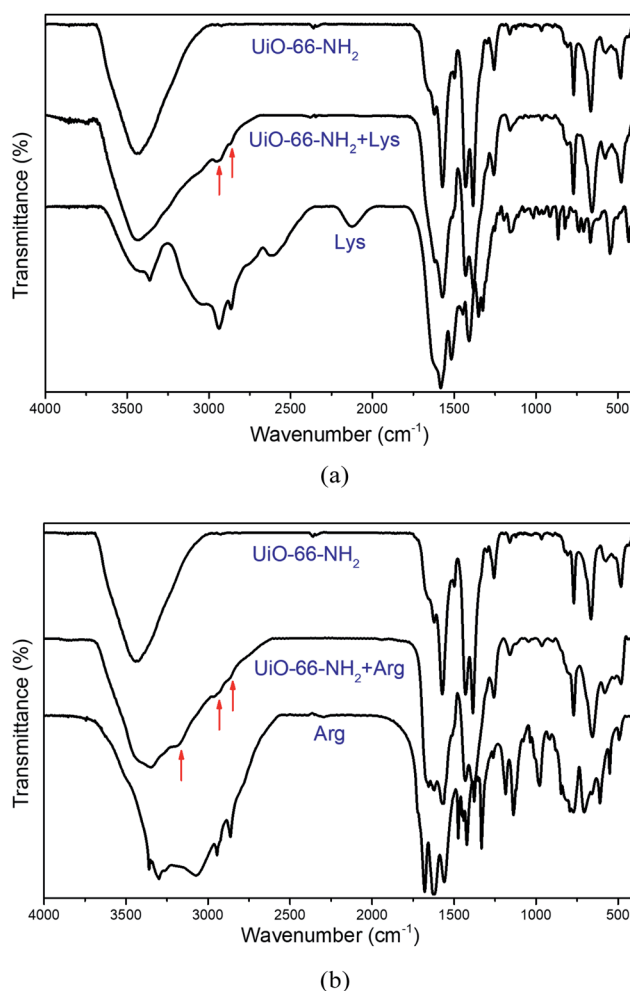 (a)
UiO-66-NH₂
UiO-66-NH₂+Lys
Lys
Transmittance (%)
4000 3500 3000 2500 2000 1500 1000 500
Wavenumber (cm⁻¹)
(a)
UiO-66-NH₂
UiO-66-NH₂+Arg
Arg
Transmittance (%)
4000 3500 3000 2500 2000 1500 1000 500
Wavenumber (cm⁻¹)
(b)